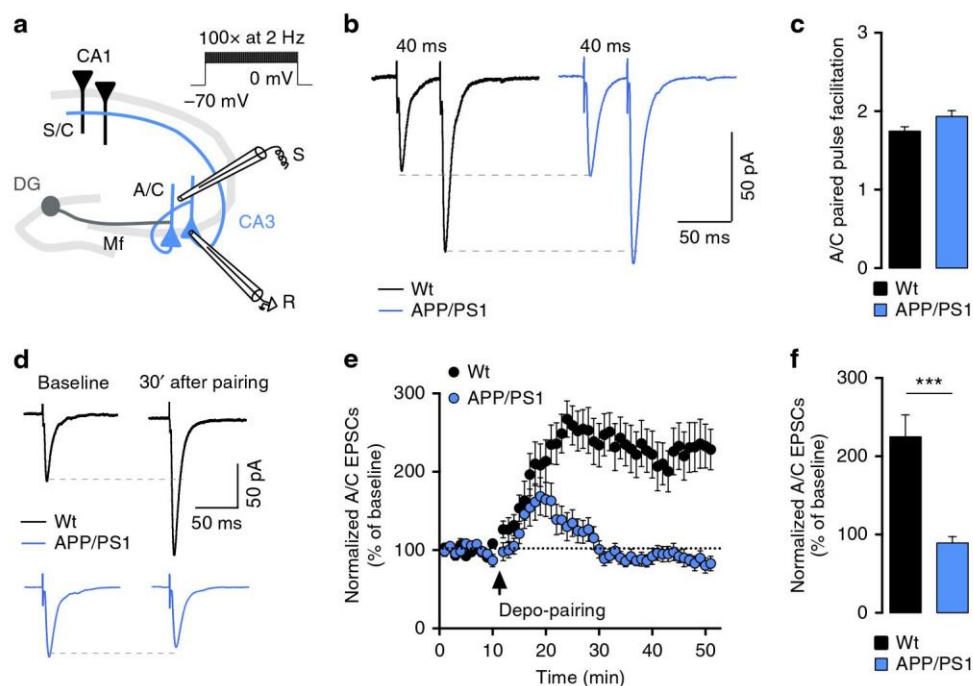 a
100× at 2 Hz
0 mV
–70 mV
CA1
S/C
S
A/C
DG
CA3
Mf
R
b
40 ms
40 ms
50 pA
50 ms
Wt
APP/PS1
c
A/C paired pulse facilitation
3
2
1
0
Wt
APP/PS1
d
Baseline
30′ after pairing
50 pA
50 ms
Wt
APP/PS1
e
Wt
APP/PS1
Normalized A/C EPSCs
(% of baseline)
300
200
100
0
Depo-pairing
0
10
20
30
40
50
Time (min)
f
***
Normalized A/C EPSCs
(% of baseline)
300
200
100
0
Wt
APP/PS1